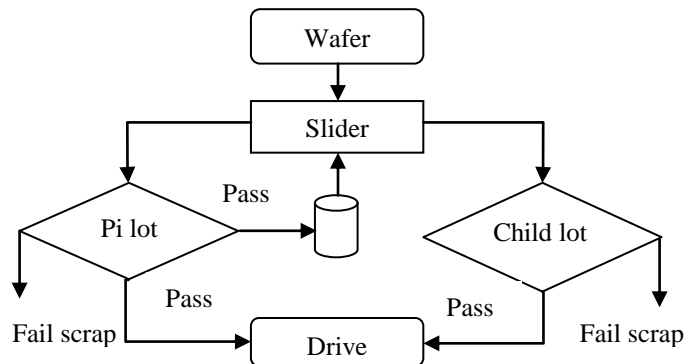 Wafer
Slider
Pass
Pi lot
Child lot
Pass
Pass
Fail scrap
Drive
Fail scrap